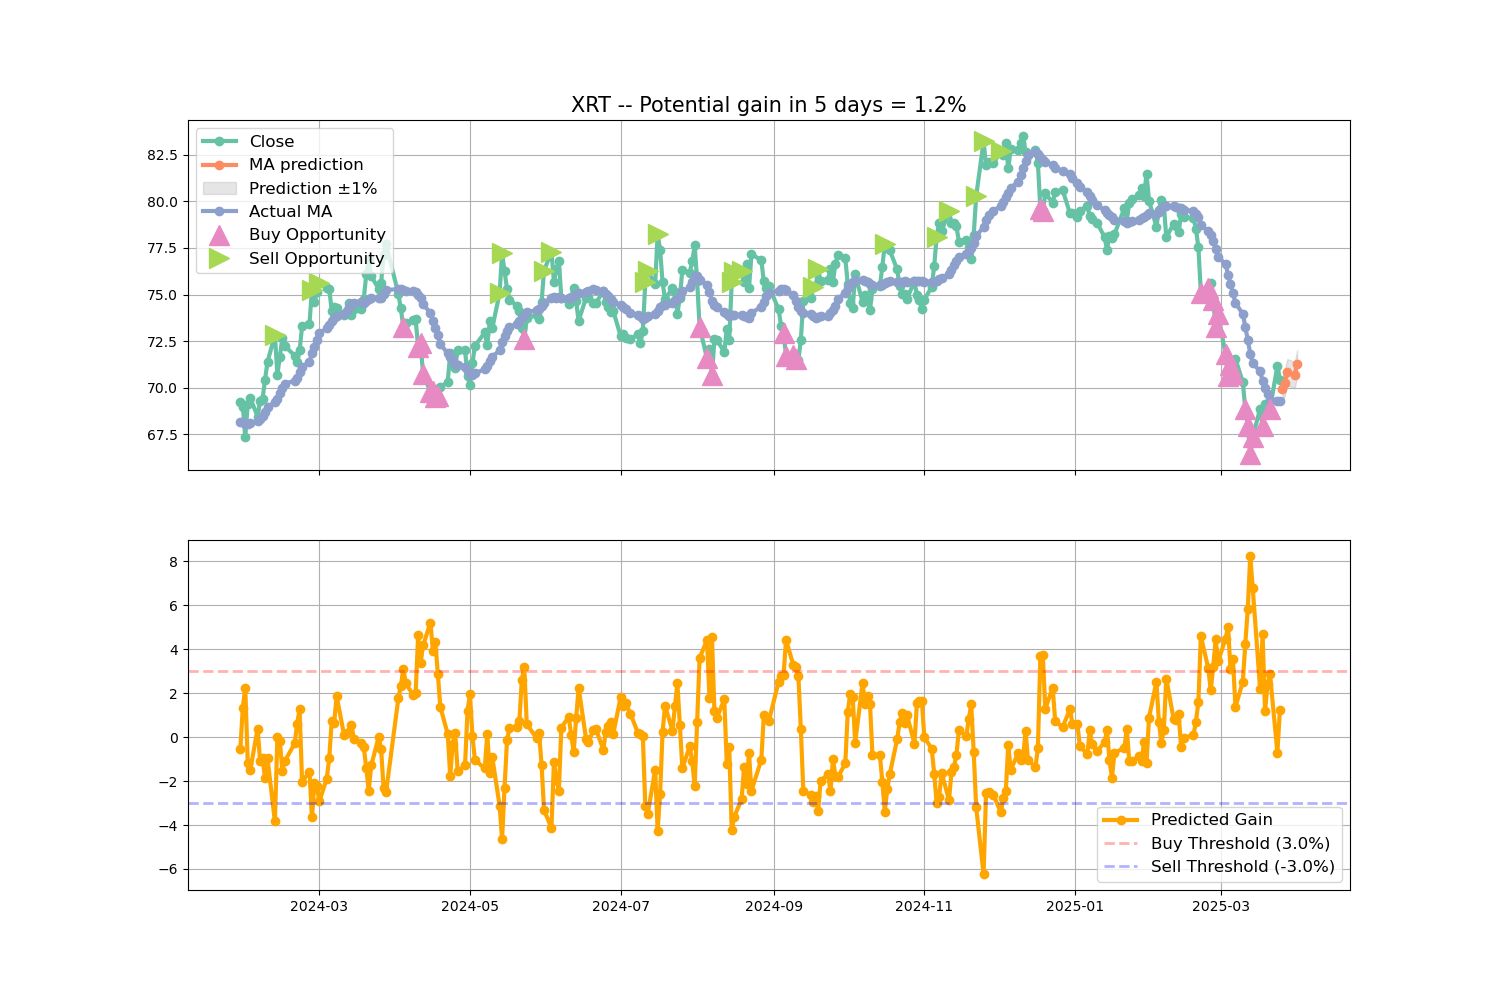 XRT -- Potential gain in 5 days = 1.2%
Close
MA prediction
Prediction ±1%
Actual MA
Buy Opportunity
Sell Opportunity
82.5
80.0
77.5
75.0
72.5
70.0
67.5
8
6
4
2
0
−2
−4
−6
Predicted Gain
Buy Threshold (3.0%)
Sell Threshold (-3.0%)
2024-03 2024-05 2024-07 2024-09 2024-11 2025-01 2025-03